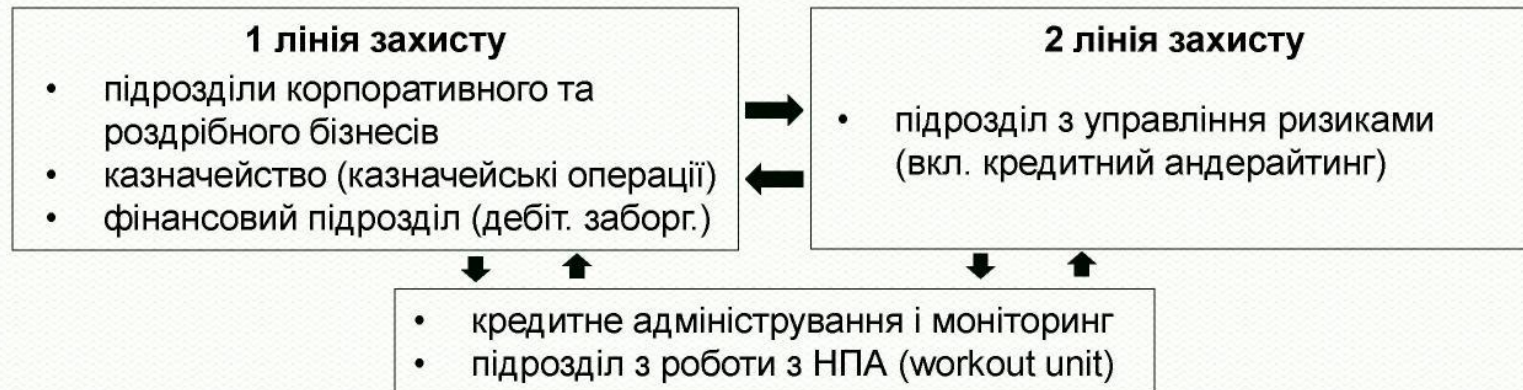 1 лінія захисту
• підрозділи корпоративного та
роздрібного бізнесів
• казначейство (казначейські операції)
• фінансовий підрозділ (дебіт. заборг.)
2 лінія захисту
• підрозділ з управління ризиками
(вкл. кредитний андерайтинг)
• кредитне адміністрування і моніторинг
• підрозділ з роботи з НПА (workout unit)